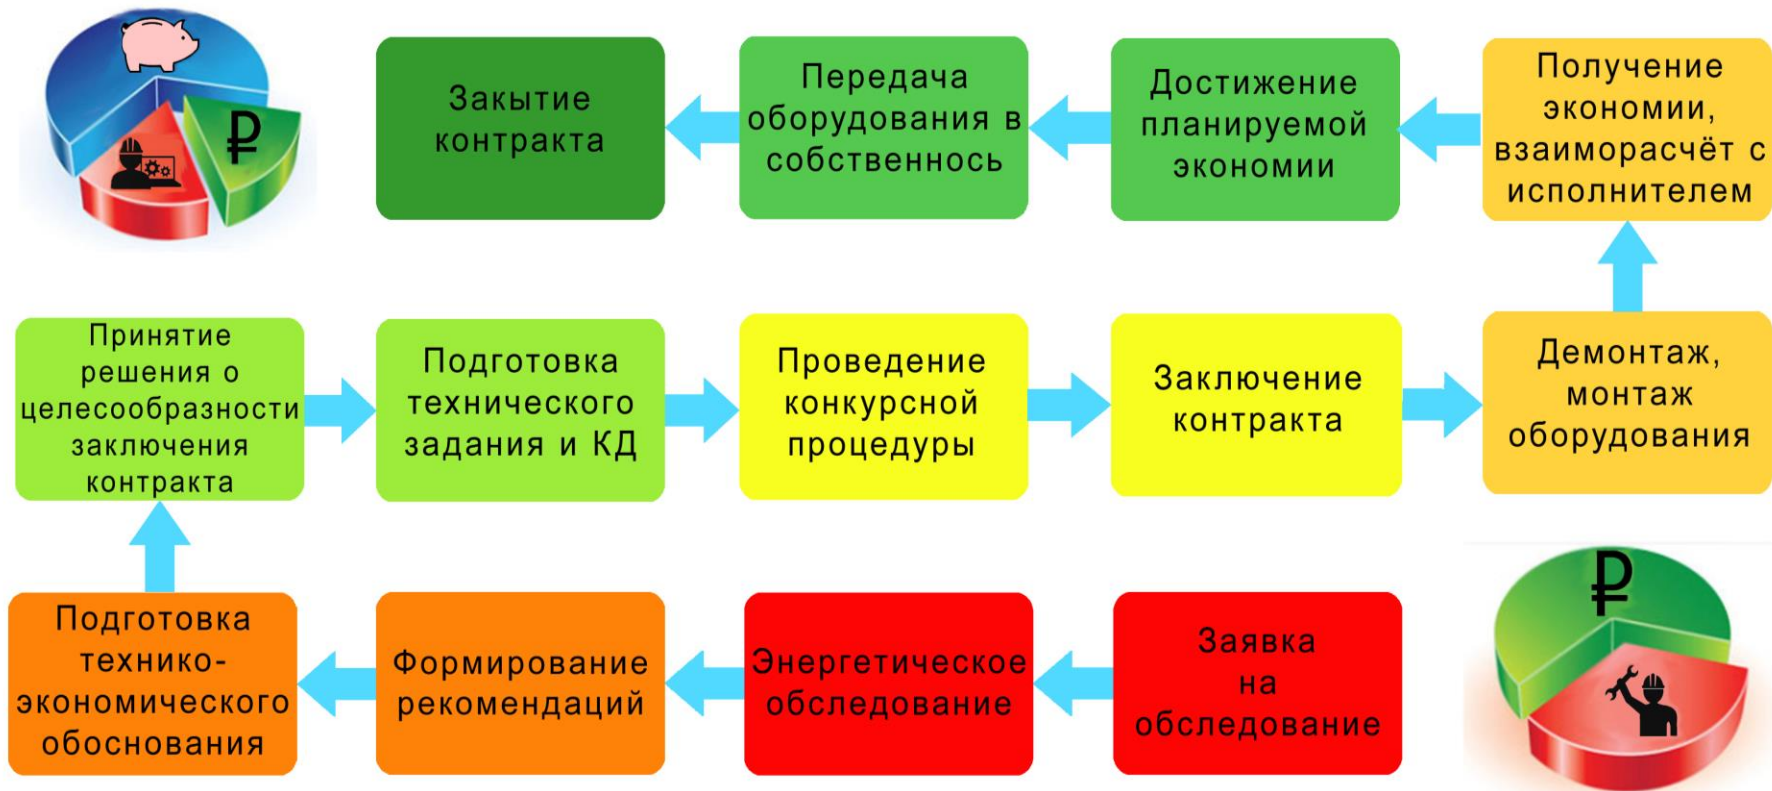 ₽
Закытие
контракта
Передача
оборудования в
собственнось
Достижение
планируемой
экономии
Получение
экономии,
взаиморасчёт с
исполнителем
Принятие
решения о
целесообразности
заключения
контракта
Подготовка
технического
задания и КД
Проведение
конкурсной
процедуры
Заключение
контракта
Демонтаж,
монтаж
оборудования
Подготовка
технико-
экономического
обоснования
Формирование
рекомендаций
Энергетическое
обследование
Заявка
на
обследование
₽